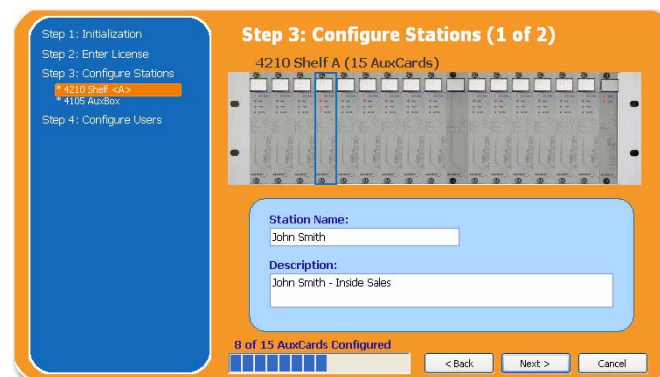 Step 1: Initialization
Step 2: Enter License
Step 3: Configure Stations
* 4210 Shelf <A>
* 4105 AuxBox
Step 4: Configure Users
Step 3: Configure Stations (1 of 2)
4210 Shelf A (15 AuxCards)
Station Name:
John Smith
Description:
John Smith - Inside Sales
8 of 15 AuxCards Configured
< Back
Next >
Cancel